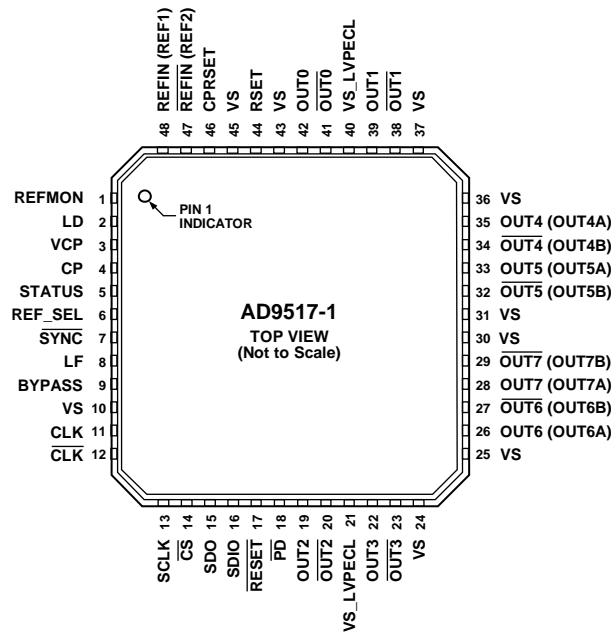 48 REFIN (REF1)
47 REFIN (REF2)
46 CPRSET
45 VS
44 RSET
43 VS
42 OUT0
41 OUT0
40 VS_LVPECL
39 OUT1
38 OUT1
37 VS
REFMON 1
LD 2
VCP 3
CP 4
STATUS 5
REF_SEL 6
SYNC 7
LF 8
BYPASS 9
VS 10
CLK 11
CLK 12
PIN 1
INDICATOR
AD9517-1
TOP VIEW
(Not to Scale)
36 VS
35 OUT4 (OUT4A)
34 OUT4 (OUT4B)
33 OUT5 (OUT5A)
32 OUT5 (OUT5B)
31 VS
30 VS
29 OUT7 (OUT7B)
28 OUT7 (OUT7A)
27 OUT6 (OUT6B)
26 OUT6 (OUT6A)
25 VS
SCLK 13
CS 14
SDO 15
SDIO 16
RESET 17
PD 18
OUT2 19
OUT2 20
VS_LVPECL 21
OUT3 22
OUT3 23
VS 24